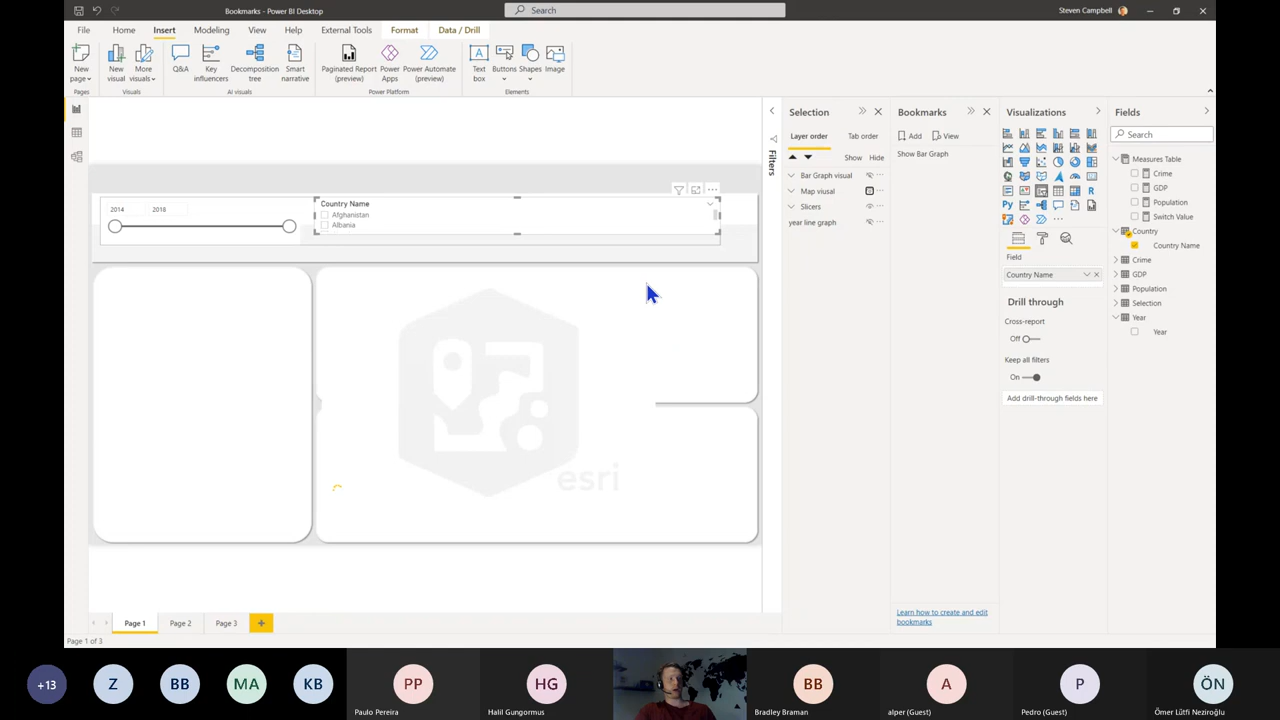 Bookmarks - Power BI Desktop
Search
Steven Campbell
File
Home
Insert
Modeling
View
Help
External Tools
Format
Data / Drill
New
page
New
visual
More
visuals
Q&A
Key
influencers
Decomposition
tree
Smart
narrative
Paginated Report
(preview)
Power
Apps
Power Automate
(preview)
Text
box
Buttons
Shapes
Image
Pages
Visuals
AI visuals
Power Platform
Elements
2014
2018
Country Name
Afghanistan
Albania
esri
Filters
Selection
Layer order
Tab order
Show
Hide
Bar Graph visual
Map viusal
Slicers
year line graph
Bookmarks
Add
View
Show Bar Graph
Learn how to create and edit
bookmarks
Visualizations
R
Py
Field
Country Name
Drill through
Cross-report
Off
Keep all filters
On
Add drill-through fields here
Fields
Search
Measures Table
Crime
GDP
Population
Switch Value
Country
Country Name
Crime
GDP
Population
Selection
Year
Year
Page 1
Page 2
Page 3
Page 1 of 3
+13
Z
BB
MA
KB
PP
Paulo Pereira
HG
Halil Gungormus
BB
Bradley Braman
A
alper (Guest)
P
Pedro (Guest)
ÖN
Ömer Lütfi Neziroğlu